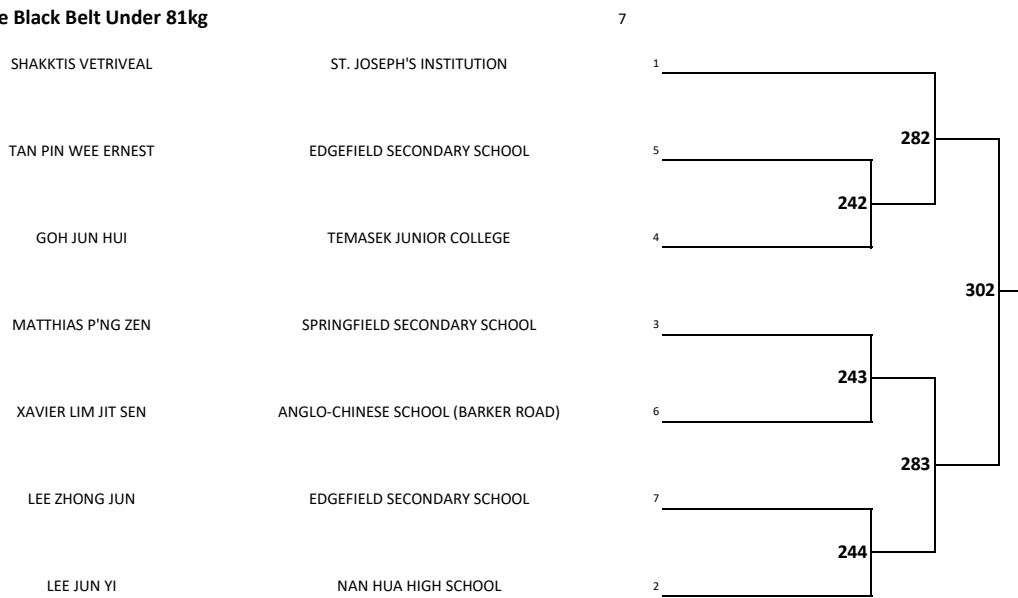 e Black Belt Under 81kg 7
SHAKKTIS VETRIVEAL ST. JOSEPH'S INSTITUTION 1
282
TAN PIN WEE ERNEST EDGEFIELD SECONDARY SCHOOL 5
242
GOH JUN HUI TEMASEK JUNIOR COLLEGE 4
302
MATTHIAS P'NG ZEN SPRINGFIELD SECONDARY SCHOOL 3
243
XAVIER LIM JIT SEN ANGLO-CHINESE SCHOOL (BARKER ROAD) 6
283
LEE ZHONG JUN EDGEFIELD SECONDARY SCHOOL 7
244
LEE JUN YI NAN HUA HIGH SCHOOL 2